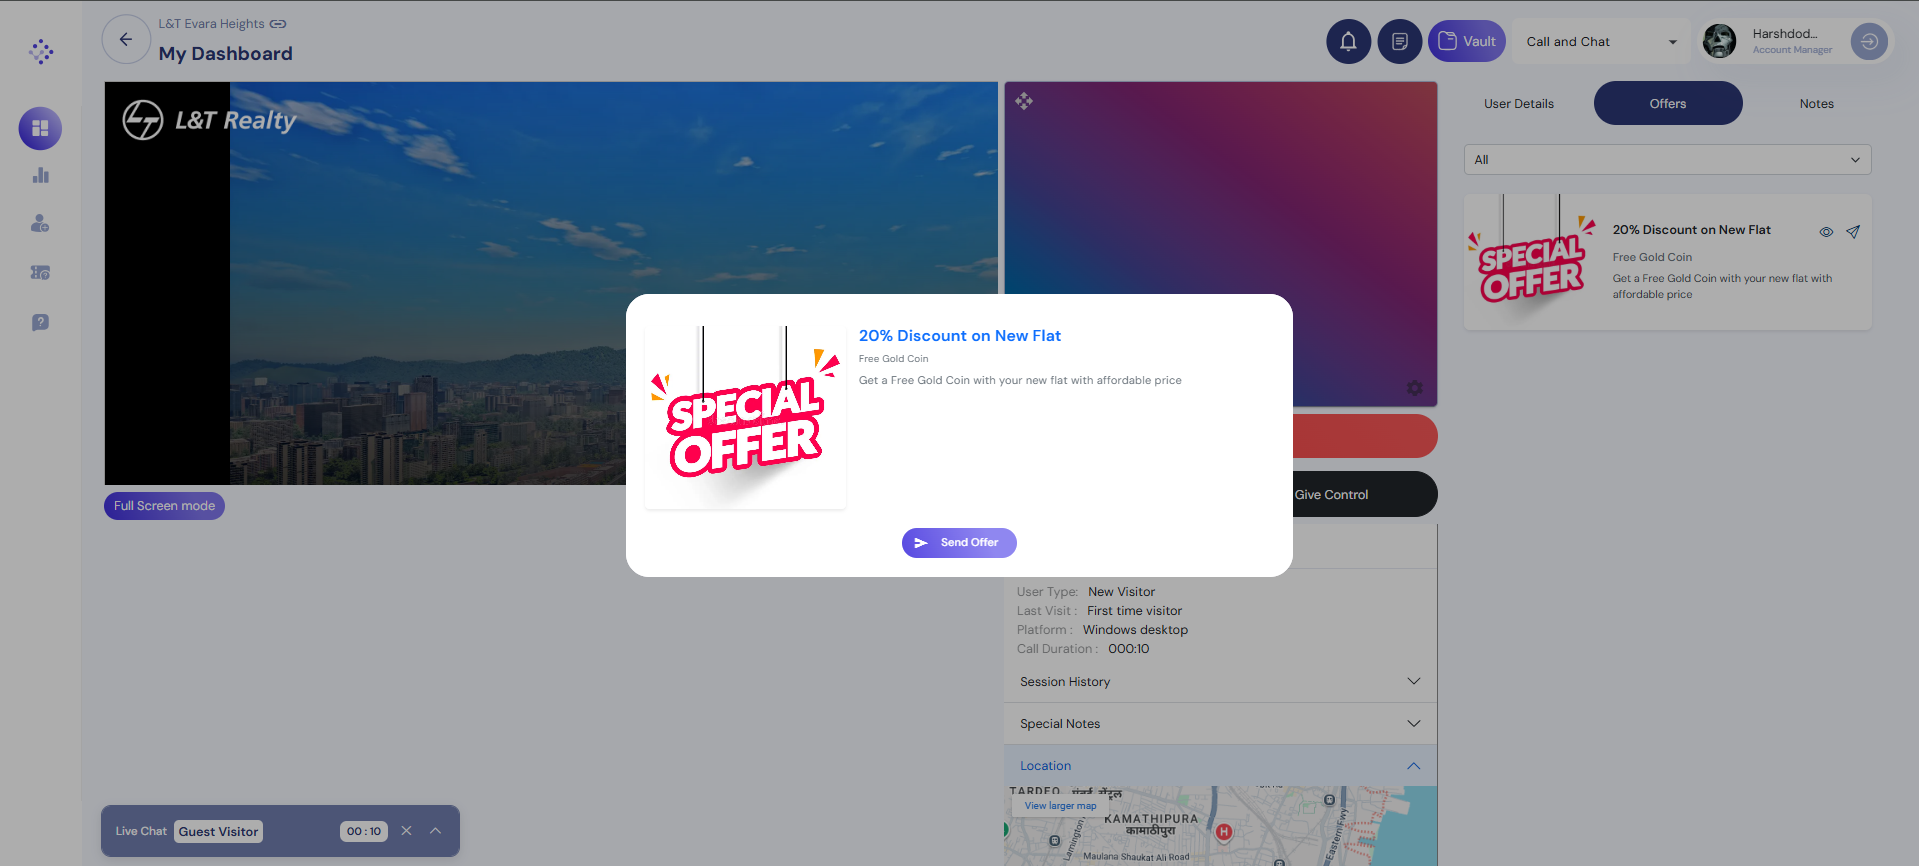 L&T Evara Heights
My Dashboard
Vault
Call and Chat
Harshdod...
Account Manager
L&T Realty
User Details
Offers
Notes
All
SPECIAL
OFFER
20% Discount on New Flat
Free Gold Coin
Get a Free Gold Coin with your new flat with
affordable price
SPECIAL
OFFER
20% Discount on New Flat
Free Gold Coin
Get a Free Gold Coin with your new flat with affordable price
Send Offer
Full Screen mode
Give Control
User Type: New Visitor
Last Visit : First time visitor
Platform : Windows desktop
Call Duration : 000:10
Session History
Special Notes
Location
TARDEO
View larger map
KAMATHIPURA
कामाठीपुरा
H
Lamington
Eastern Fwy
Maulana Shaukat Ali Road
Live Chat Guest Visitor 00 : 10